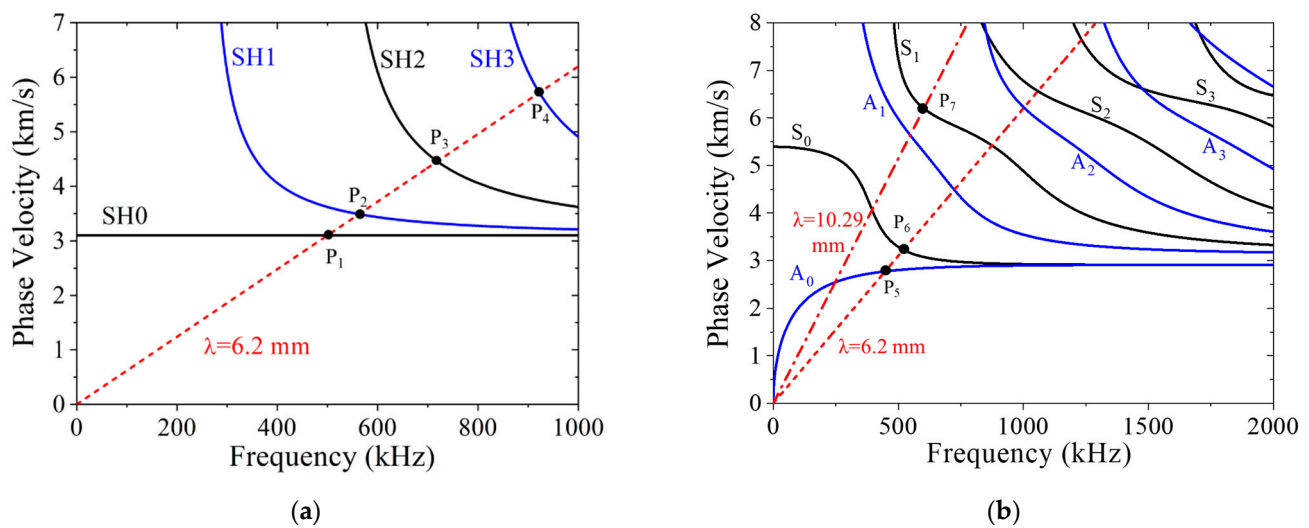 7
6
5
4
3
2
1
0
Phase Velocity (km/s)
SH1
SH2
SH3
P4
P3
P2
SH0
P1
λ=6.2 mm
0
200
400
600
800
1000
Frequency (kHz)
(a)
8
7
6
5
4
3
2
1
0
Phase Velocity (km/s)
S1
P7
A1
S0
S2
S3
A2
A3
λ=10.29
mm
P6
A0
P5
λ=6.2 mm
0
500
1000
1500
2000
Frequency (kHz)
(b)